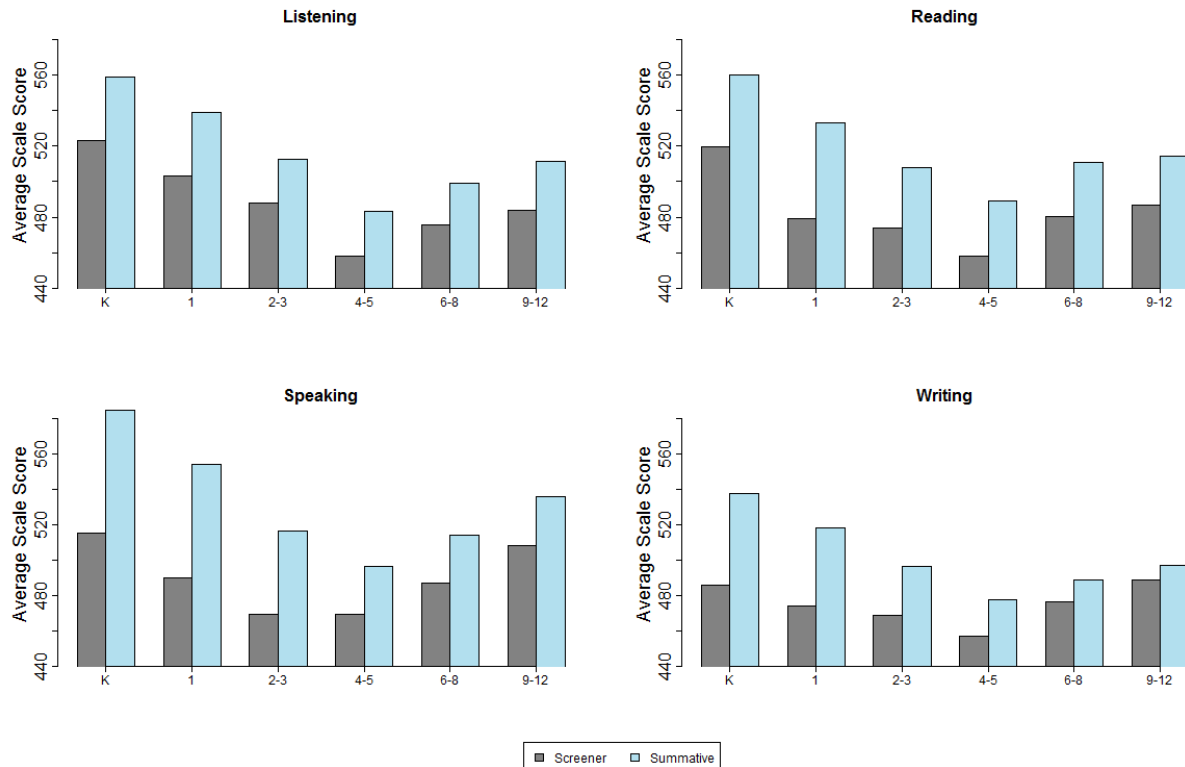 Listening
Average Scale Score
440 480 520 560
K 1 2-3 4-5 6-8 9-12
Reading
Average Scale Score
440 480 520 560
K 1 2-3 4-5 6-8 9-12
Speaking
Average Scale Score
440 480 520 560
K 1 2-3 4-5 6-8 9-12
Writing
Average Scale Score
440 480 520 560
K 1 2-3 4-5 6-8 9-12
Screener Summative